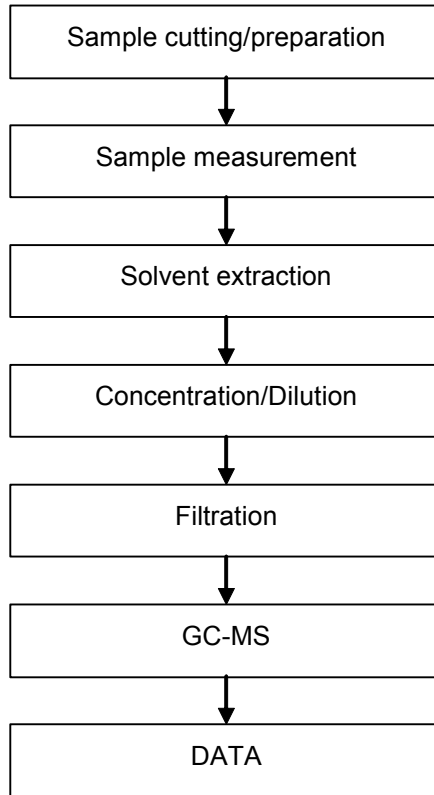 Sample cutting/preparation
Sample measurement
Solvent extraction
Concentration/Dilution
Filtration
GC-MS
DATA